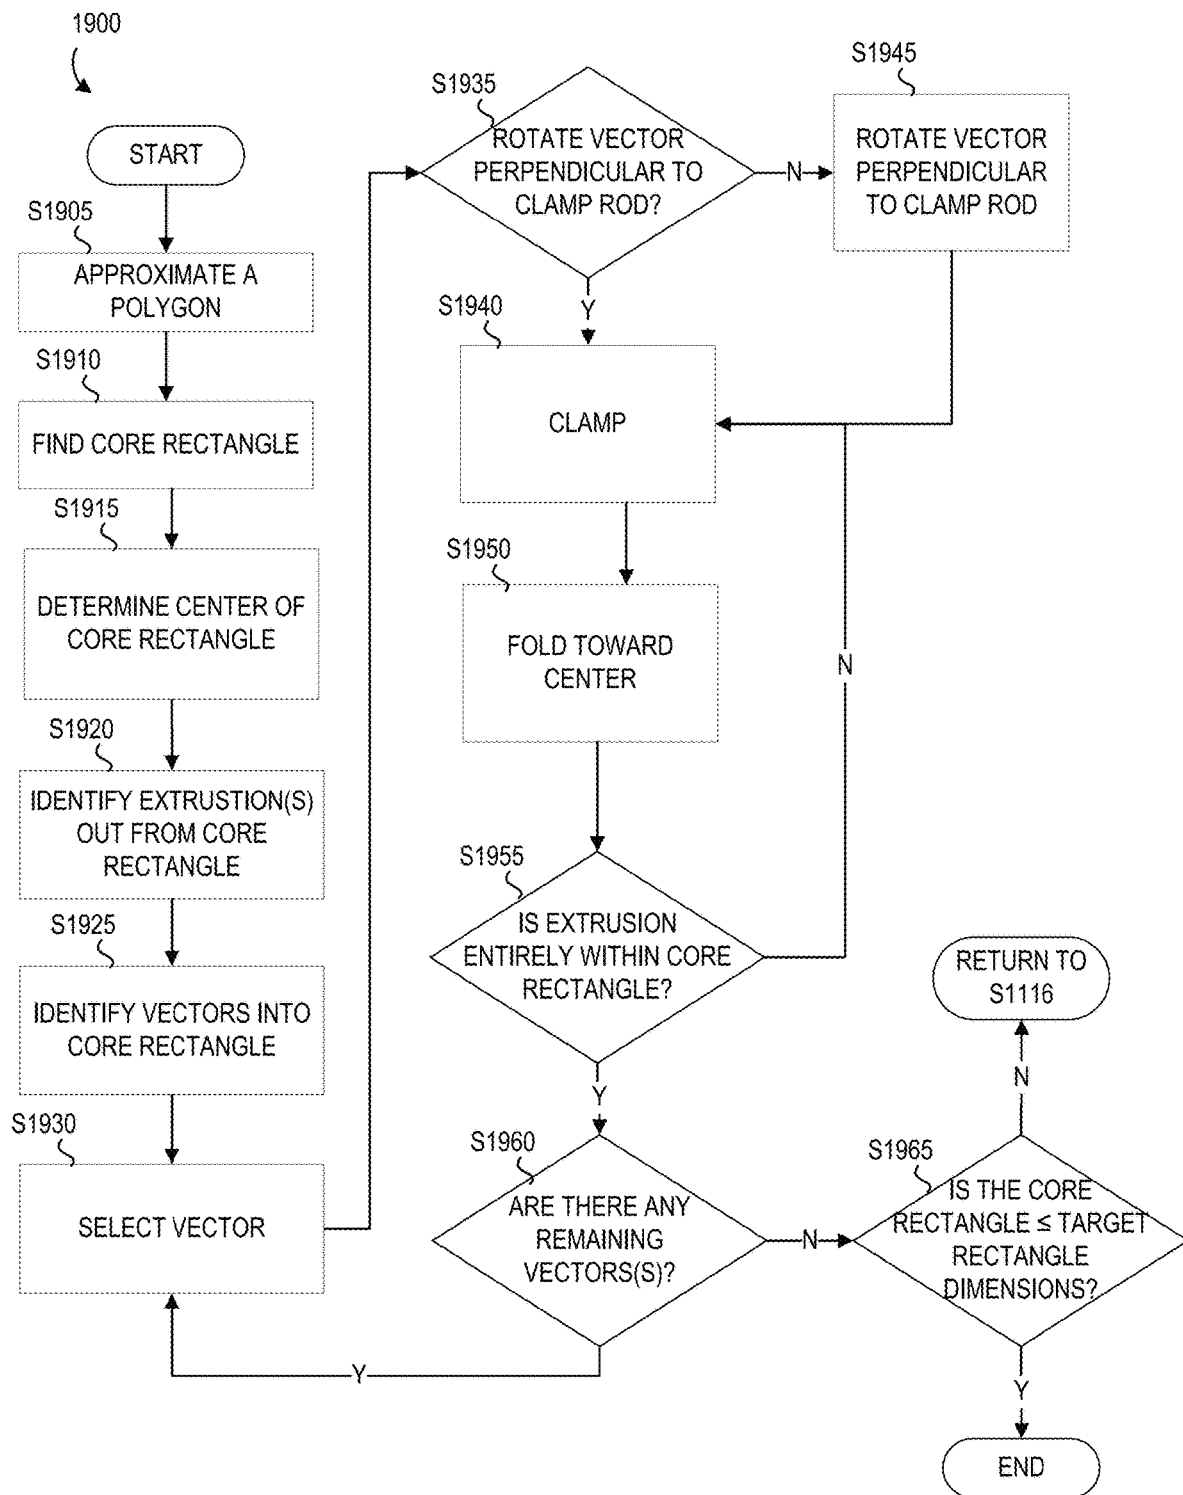 1900
START
S1905
APPROXIMATE A
POLYGON
S1910
FIND CORE RECTANGLE
S1915
DETERMINE CENTER OF
CORE RECTANGLE
S1920
IDENTIFY EXTRUSTION(S)
OUT FROM CORE
RECTANGLE
S1925
IDENTIFY VECTORS INTO
CORE RECTANGLE
S1930
SELECT VECTOR
S1935
ROTATE VECTOR
PERPENDICULAR TO
CLAMP ROD?
N
Y
S1945
ROTATE VECTOR
PERPENDICULAR
TO CLAMP ROD
S1940
CLAMP
S1950
FOLD TOWARD
CENTER
S1955
IS EXTRUSION
ENTIRELY WITHIN CORE
RECTANGLE?
N
Y
S1960
ARE THERE ANY
REMAINING
VECTORS(S)?
Y
N
S1965
IS THE CORE
RECTANGLE ≤ TARGET
RECTANGLE
DIMENSIONS?
N
RETURN TO
S1116
Y
END